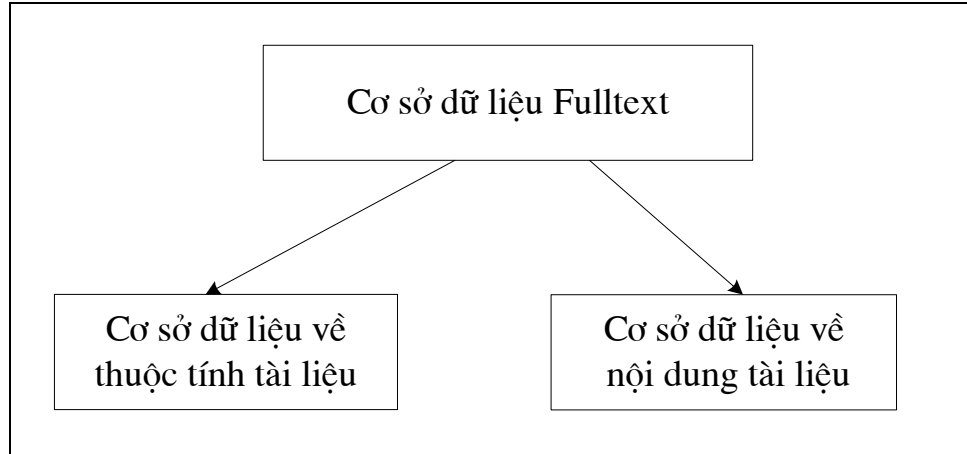 Cơ sở dữ liệu Fulltext
Cơ sở dữ liệu về
thuộc tính tài liệu
Cơ sở dữ liệu về
nội dung tài liệu